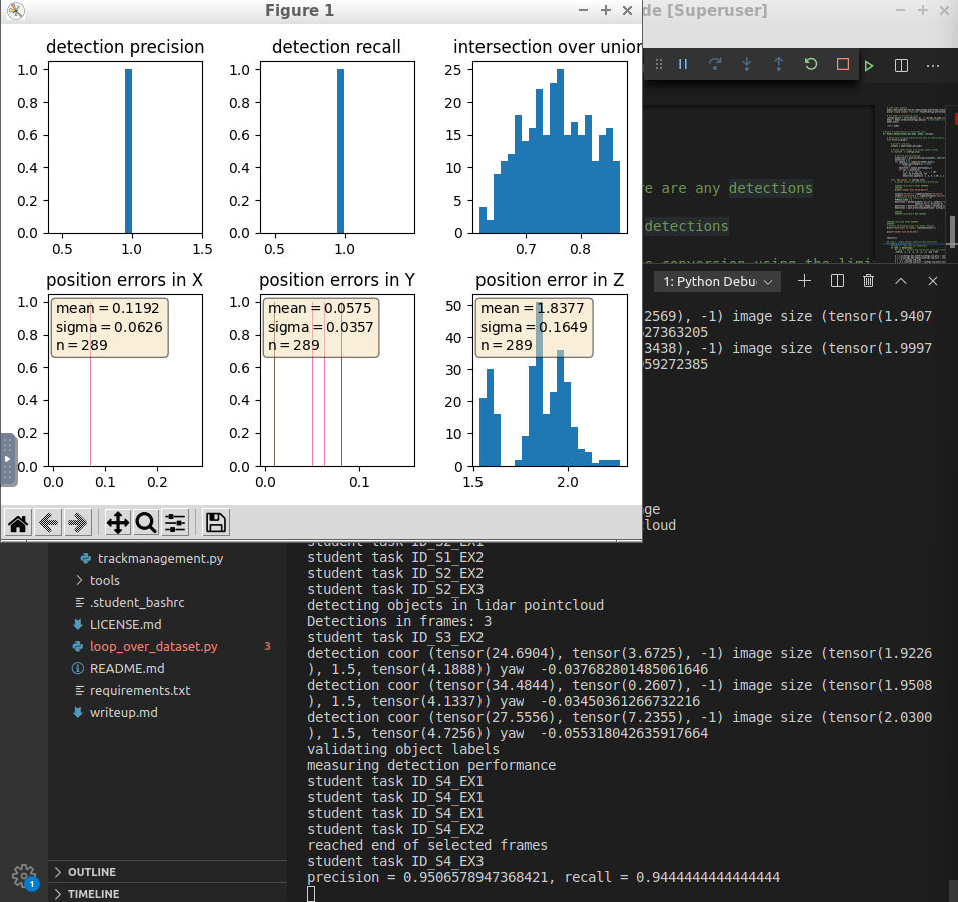 Figure 1
de [Superuser]
detection precision
detection recall
intersection over union
1.0
0.8
0.6
0.4
0.2
0.0
0.5
1.0
1.5
1.0
0.8
0.6
0.4
0.2
0.0
0.5
1.0
25
20
15
10
5
0
0.7
0.8
re are any detections
detections
position errors in X
position errors in Y
position error in Z
mean = 0.1192
sigma = 0.0626
n = 289
1.0
0.8
0.6
0.4
0.2
0.0
0.0
0.1
0.2
mean = 0.0575
sigma = 0.0357
n = 289
1.0
0.8
0.6
0.4
0.2
0.0
0.0
0.1
mean = 1.8377
sigma = 0.1649
n = 289
50
40
30
20
10
0
1.5
2.0
1: Python Debu
2569), -1) image size (tensor(1.9407
527363205
3438), -1) image size (tensor(1.9997
959272385
ge
cloud
student task ID_S2_EX1
student task ID_S1_EX2
student task ID_S2_EX2
student task ID_S2_EX3
detecting objects in lidar pointcloud
Detections in frames: 3
student task ID_S3_EX2
detection coor (tensor(24.6904), tensor(3.6725), -1) image size (tensor(1.9226
), 1.5, tensor(4.1888)) yaw  -0.037682801485061646
detection coor (tensor(34.4844), tensor(0.2607), -1) image size (tensor(1.9508
), 1.5, tensor(4.1337)) yaw  -0.03450361266732216
detection coor (tensor(27.5556), tensor(7.2355), -1) image size (tensor(2.0300
), 1.5, tensor(4.7256)) yaw  -0.055318042635917664
validating object labels
measuring detection performance
student task ID_S4_EX1
student task ID_S4_EX1
student task ID_S4_EX1
student task ID_S4_EX2
reached end of selected frames
student task ID_S4_EX3
precision = 0.9506578947368421, recall = 0.9444444444444444
trackmanagement.py
tools
.student_bashrc
LICENSE.md
loop_over_dataset.py 3
README.md
requirements.txt
writeup.md
OUTLINE
TIMELINE
1